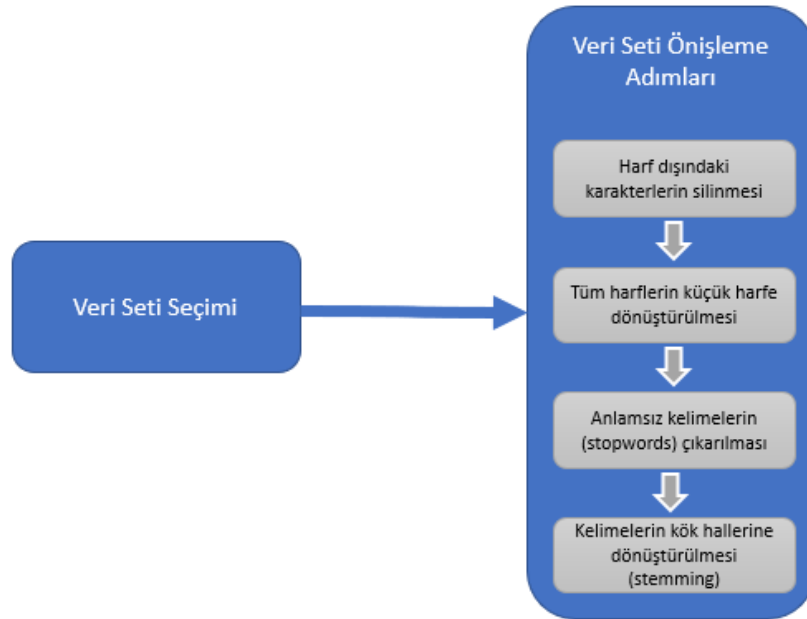 Veri Seti Seçimi
Veri Seti Önişleme
Adımları
Harf dışındaki
karakterlerin silinmesi
Tüm harflerin küçük harfe
dönüştürülmesi
Anlamsız kelimelerin
(stopwords) çıkarılması
Kelimelerin kök hallerine
dönüştürülmesi
(stemming)